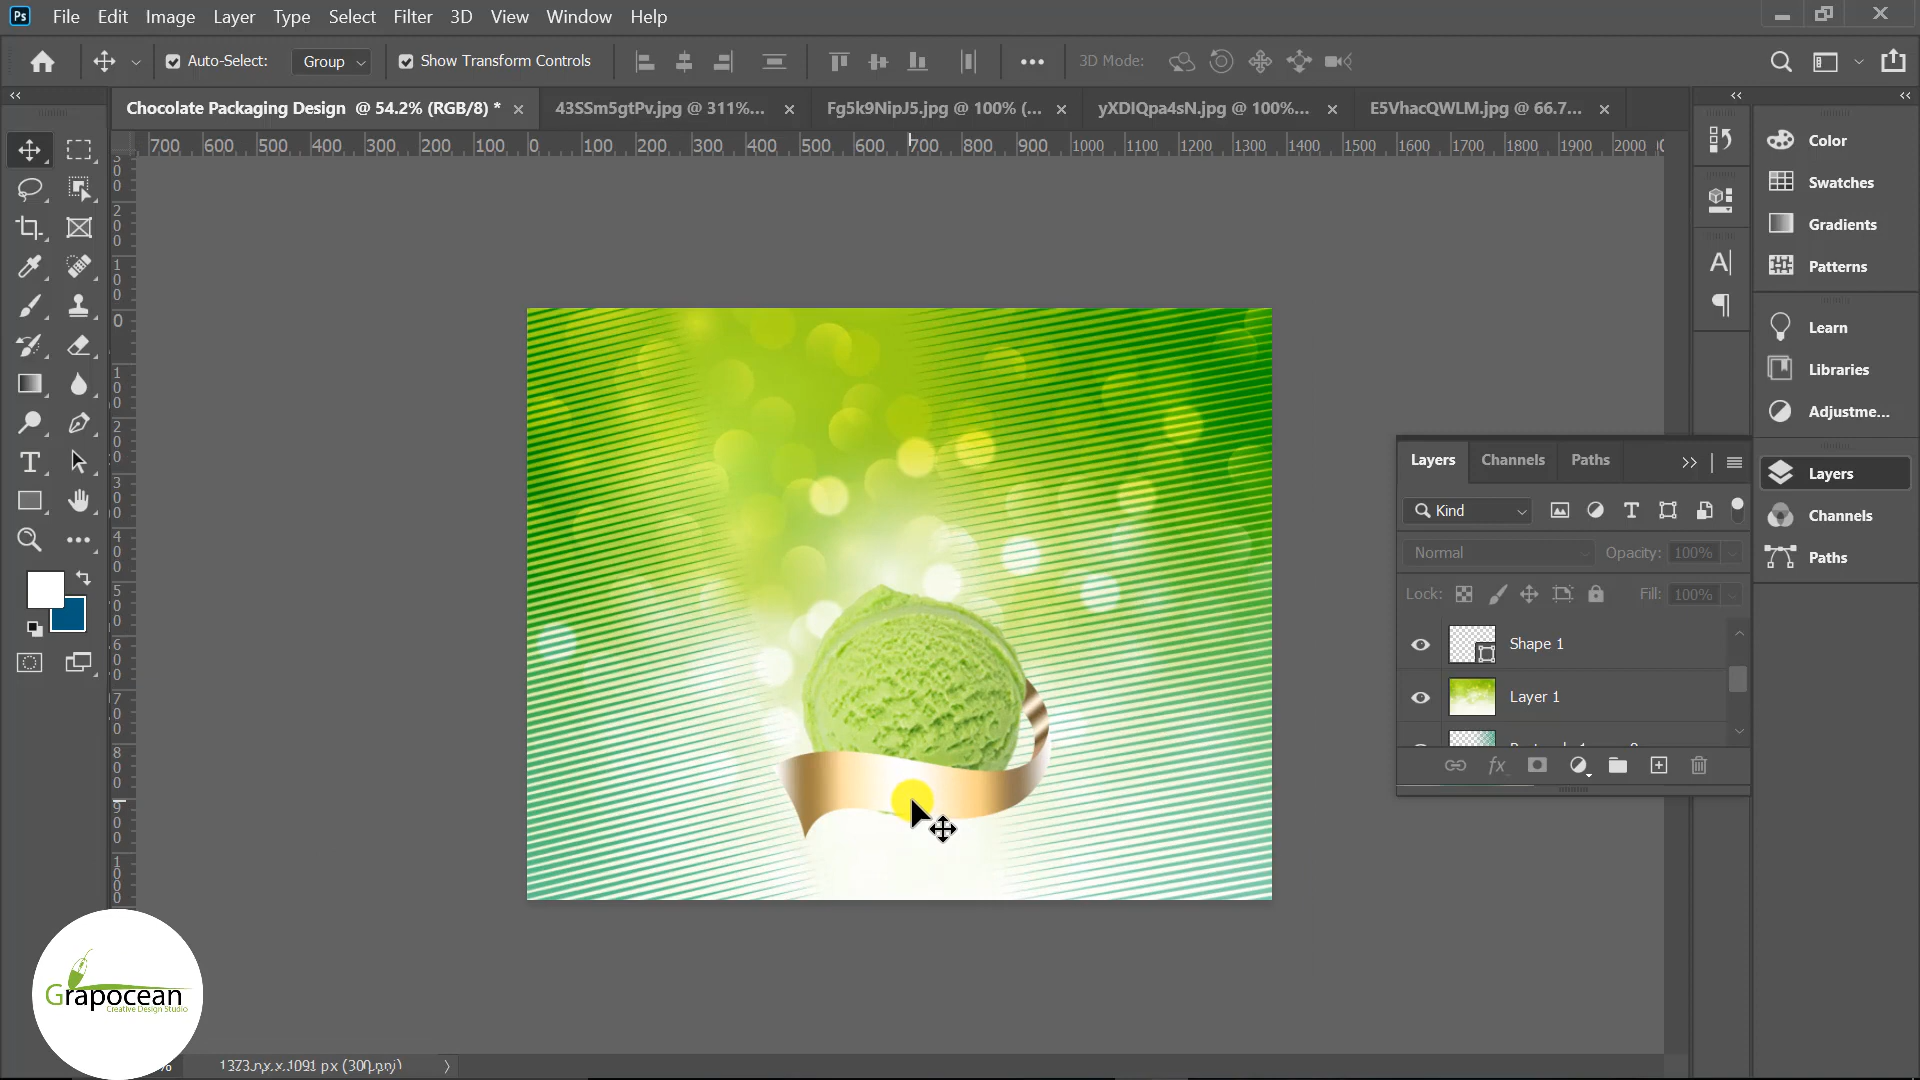 Ps File Edit Image Layer Type Select Filter 3D View Window Help
Auto-Select: Group Show Transform Controls 3D Mode:
Chocolate Packaging Design @ 54.2% (RGB/8) * 43SSm5gtPv.jpg @ 311%... Fg5k9NipJ5.jpg @ 100% (... yXDIQpa4sN.jpg @ 100%... E5VhacQWLM.jpg @ 66.7...
700 600 500 400 300 200 100 0 100 200 300 400 500 600 700 800 900 1000 1100 1200 1300 1400 1500 1600 1700 1800 1900 2000
Color
Swatches
Gradients
Patterns
Learn
Libraries
Adjustme...
Layers
Channels
Paths
Layers Channels Paths
Kind
Normal Opacity: 100%
Lock: Fill: 100%
Shape 1
Layer 1
Grapocean
Creative Design Studio
1373 px x 1091 px (300 ppi)